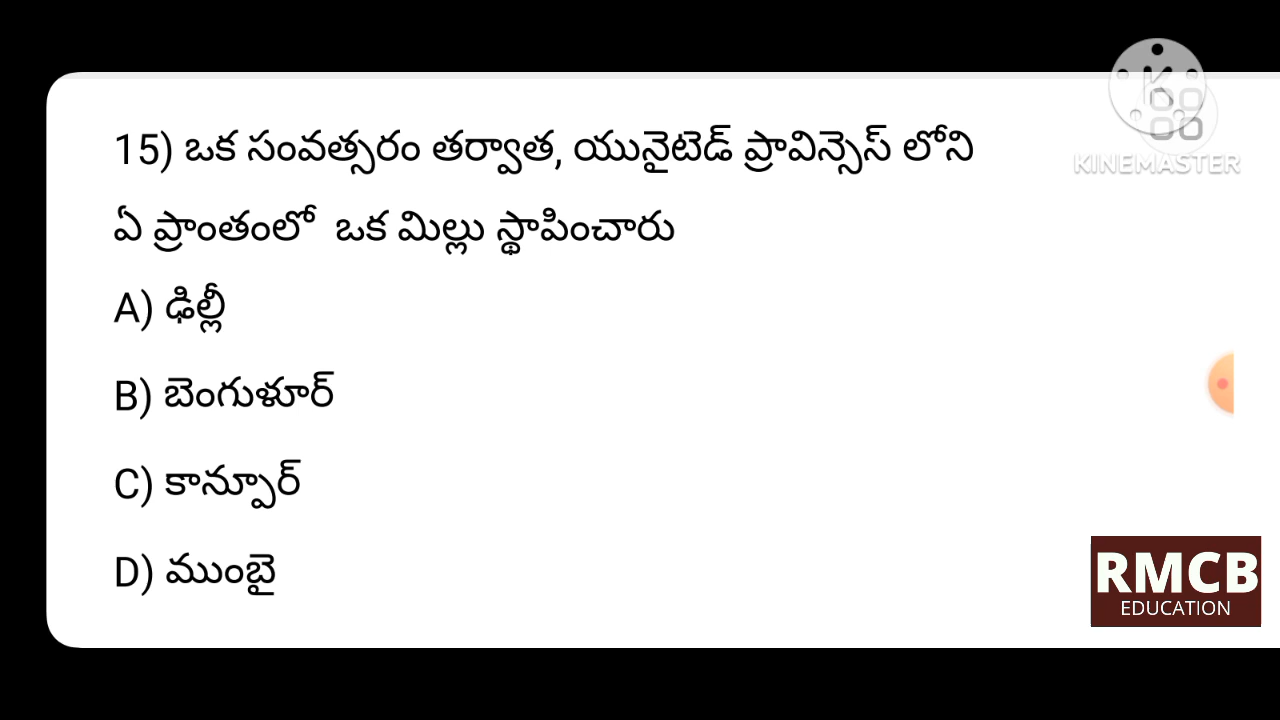 15) ఒక సంవత్సరం తర్వాత, యునైటెడ్ ప్రావిన్సెస్ లోని
ఏ ప్రాంతంలో ఒక మిల్లు స్థాపించారు
A) ఢిల్లీ
B) బెంగుళూర్
C) కాన్పూర్
D) ముంబై
KINEMASTER
RMCB
EDUCATION